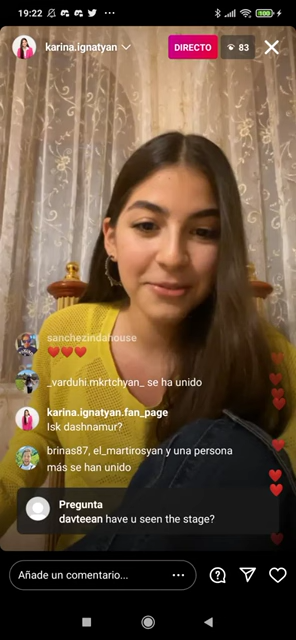 19:22
100
karina.ignatyan
DIRECTO
83
sanchezindahouse
❤️❤️❤️
_varduhi.mkrtchyan_ se ha unido
karina.ignatyan.fan_page
Isk dashnamur?
brinas87, el_martirosyan y una persona
más se han unido
Pregunta
davteean have u seen the stage?
Añade un comentario...